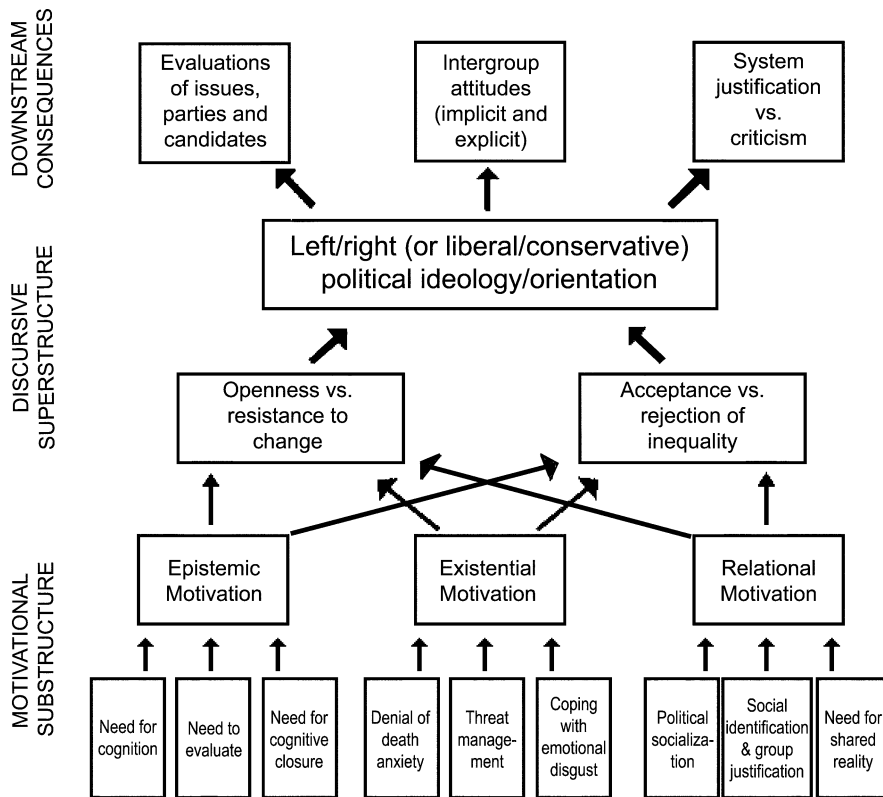 DOWNSTREAM
CONSEQUENCES
Evaluations
of issues,
parties and
candidates
Intergroup
attitudes
(implicit and
explicit)
System
justification
vs.
criticism
DISCURSIVE
SUPERSTRUCTURE
Left/right (or liberal/conservative)
political ideology/orientation
Openness vs.
resistance to
change
Acceptance vs.
rejection of
inequality
MOTIVATIONAL
SUBSTRUCTURE
Epistemic
Motivation
Existential
Motivation
Relational
Motivation
Need for
cognition
Need to
evaluate
Need for
cognitive
closure
Denial of
death
anxiety
Threat
manage-
ment
Coping
with
emotional
disgust
Political
socializa-
tion
Social
identification
& group
justification
Need for
shared
reality